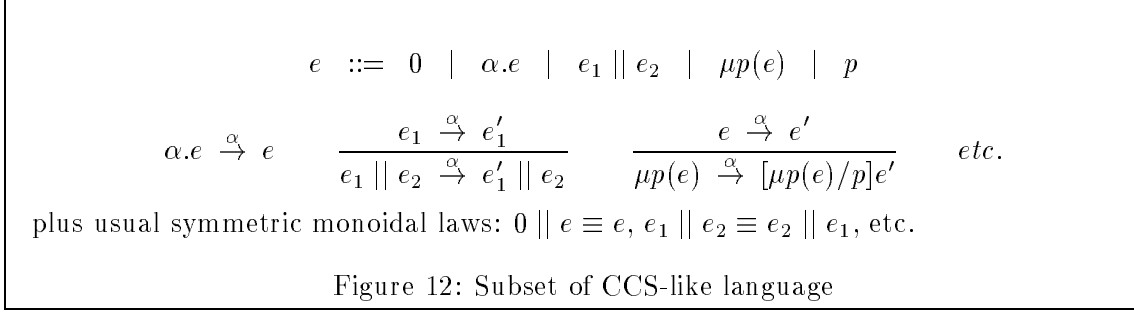 e ::= 0 | α.e | e₁ || e₂ | μp(e) | p
α.e →^α e    e₁ →^α e₁′ / e₁ || e₂ →^α e₁′ || e₂    e →^α e′ / μp(e) →^α [μp(e)/p]e′    etc.
plus usual symmetric monoidal laws: 0 || e ≡ e, e₁ || e₂ ≡ e₂ || e₁, etc.
Figure 12: Subset of CCS-like language